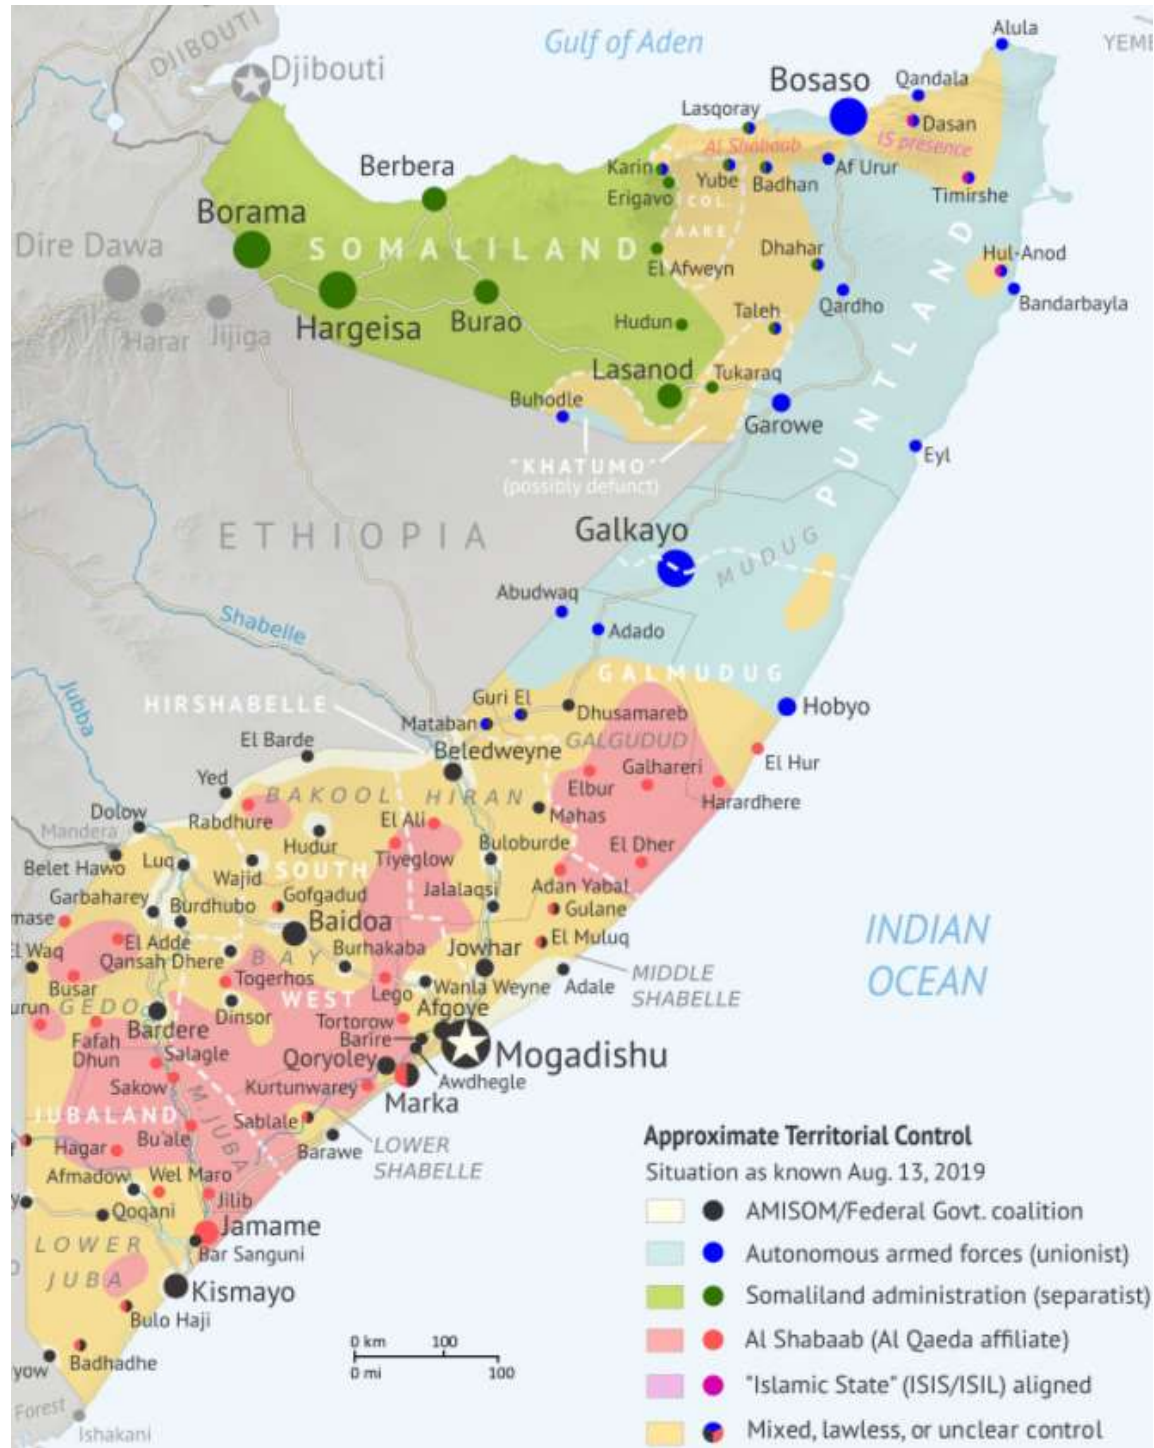 Gulf of Aden
Alula
YEME
DJIBOUTI
Djibouti
Bosaso
Qandala
Lasqoray
Dasan
Al Shabaab
IS presence
Berbera
Karin
Yube
Badhan
Af Urur
Timirshe
Erigavo
COL.
AARE
Borama
SOMALILAND
Dire Dawa
Dhahar
Hul-Anod
El Afweyn
Qardho
Bandarbayla
Harar
Jijiga
Hargeisa
Burao
Hudun
Taleh
PUNTLAND
Lasanod
Tukaraq
Buhodle
Garowe
Eyl
"KHATUMO"
(possibly defunct)
ETHIOPIA
Galkayo
MUDUG
Abudwaq
Shabelle
Adado
GALMUDUG
Jubba
HIRSHABELLE
Guri El
Dhusamareb
Hobyo
Mataban
El Barde
Beledweyne
GALGUDUD
El Hur
Yed
Galhareri
Elbur
BAKOOL
HIRAN
Harardhere
Dolow
Rabdhure
Mahas
Mandera
El Ali
Hudur
Buloburde
El Dher
Belet Hawo
Luq
Tiyeglow
SOUTH
Wajid
Adan Yabal
Garbaharey
Gofgadud
Jalalaqsi
Burdhubo
Gulane
mase
Baidoa
El Adde
El Waq
Burhakaba
Jowhar
El Muluq
Qansah Dhere
BAY
Togerhos
MIDDLE
SHABELLE
Busar
Lego
Wanla Weyne
Adale
WEST
GEDO
urun
Dinsor
Afgoye
Tortorow
Bardere
Fafah
Dhun
Barire
Mogadishu
Salagle
Qoryoley
Awdhegle
Sakow
Kurtunwarey
Marka
JUBALAND
Sablale
M. JUBA
Bu'ale
Hagar
LOWER
SHABELLE
Barawe
Afmadow
Wel Maro
Jilib
Qoqani
Jamame
LOWER
JUBA
Bar Sanguni
Kismayo
Bulo Haji
Badhadhe
yow
Forest
Ishakani
0 km 100
0 mi 100
Approximate Territorial Control
Situation as known Aug. 13, 2019
AMISOM/Federal Govt. coalition
Autonomous armed forces (unionist)
Somaliland administration (separatist)
Al Shabaab (Al Qaeda affiliate)
"Islamic State" (ISIS/ISIL) aligned
Mixed, lawless, or unclear control
INDIAN
OCEAN